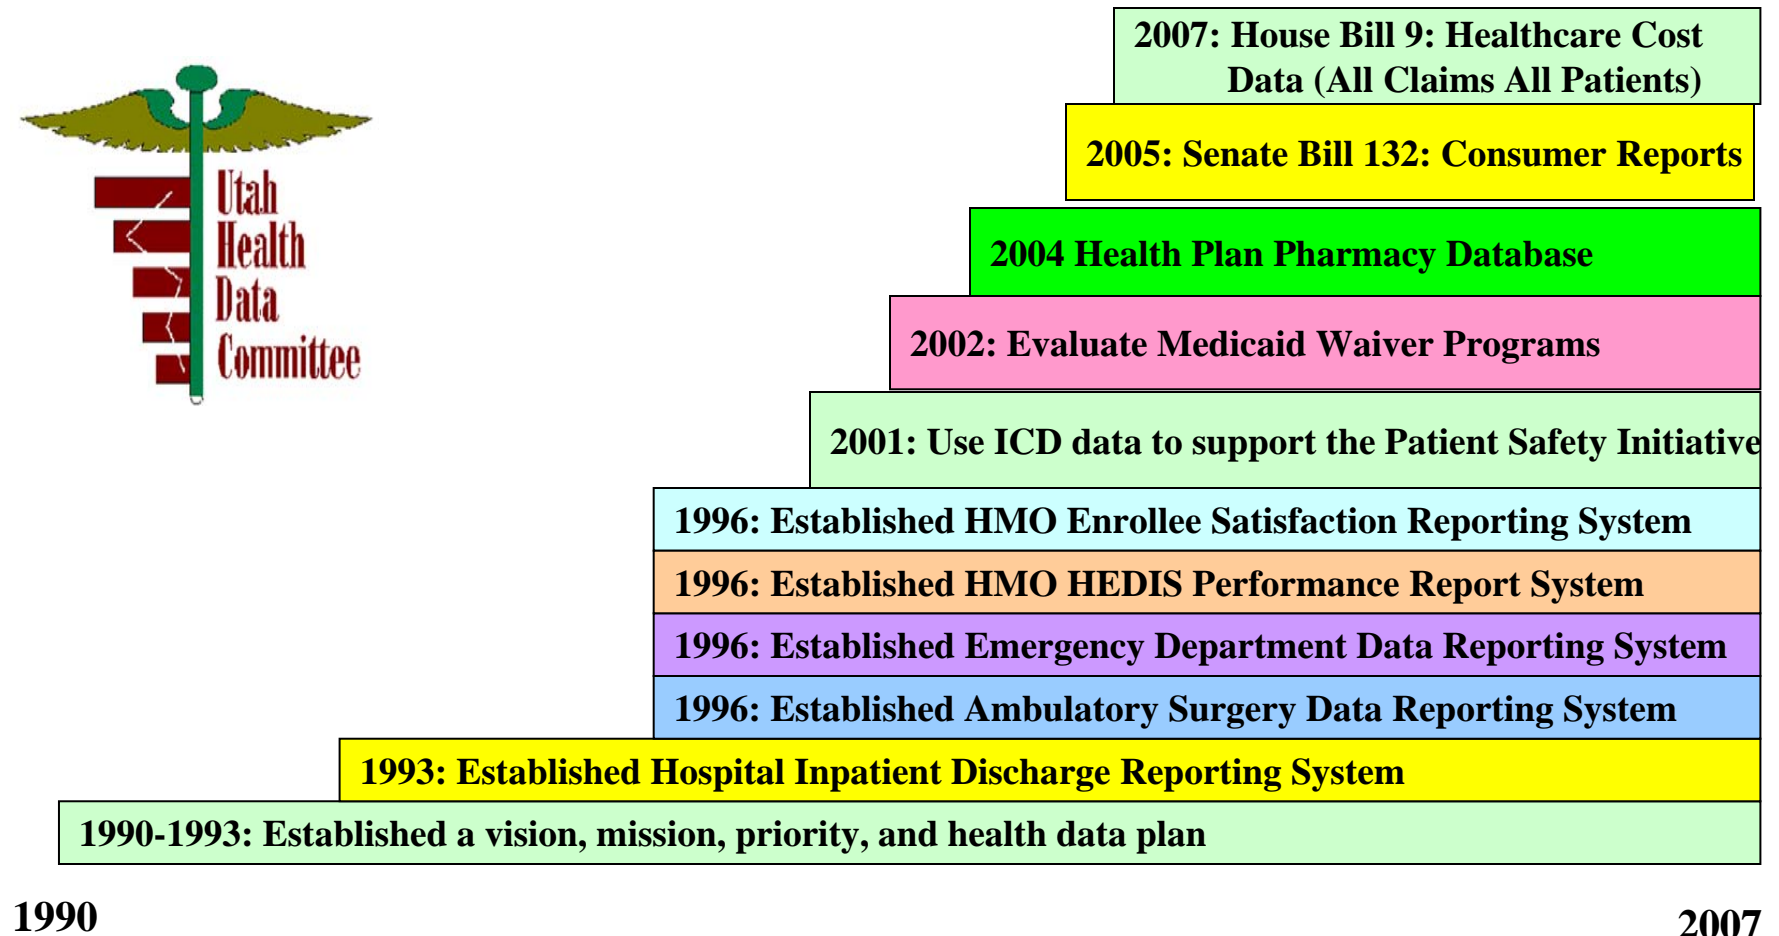 2007: House Bill 9: Healthcare Cost
Data (All Claims All Patients)
Utah
Health
Data
Committee
2005: Senate Bill 132: Consumer Reports
2004 Health Plan Pharmacy Database
2002: Evaluate Medicaid Waiver Programs
2001: Use ICD data to support the Patient Safety Initiative
1996: Established HMO Enrollee Satisfaction Reporting System
1996: Established HMO HEDIS Performance Report System
1996: Established Emergency Department Data Reporting System
1996: Established Ambulatory Surgery Data Reporting System
1993: Established Hospital Inpatient Discharge Reporting System
1990-1993: Established a vision, mission, priority, and health data plan
1990
2007